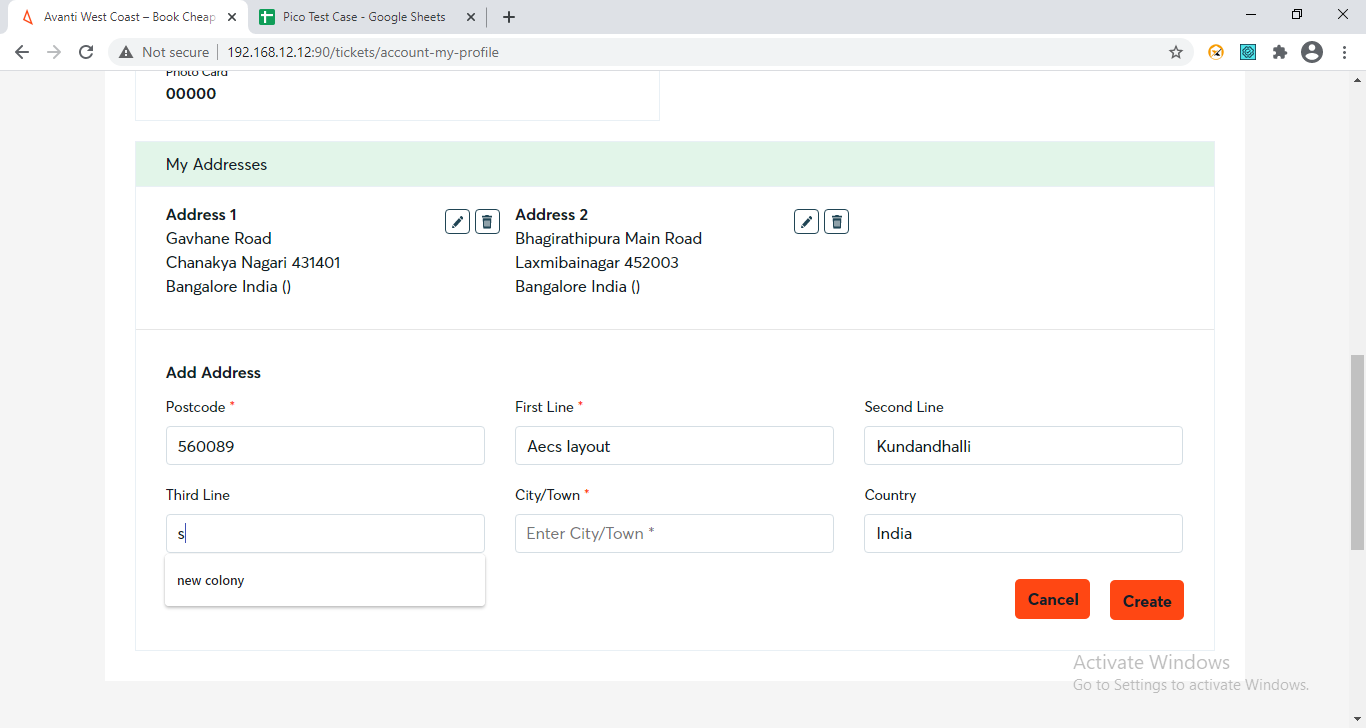 Avanti West Coast – Book Cheap
Pico Test Case - Google Sheets
Not secure
192.168.12.12:90/tickets/account-my-profile
Photo Card
00000
My Addresses
Address 1
Gavhane Road
Chanakya Nagari 431401
Bangalore India ()
Address 2
Bhagirathipura Main Road
Laxmibainagar 452003
Bangalore India ()
Add Address
Postcode *
First Line *
Second Line
560089
Aecs layout
Kundandhalli
Third Line
City/Town *
Country
s
Enter City/Town *
India
new colony
Cancel
Create
Activate Windows
Go to Settings to activate Windows.